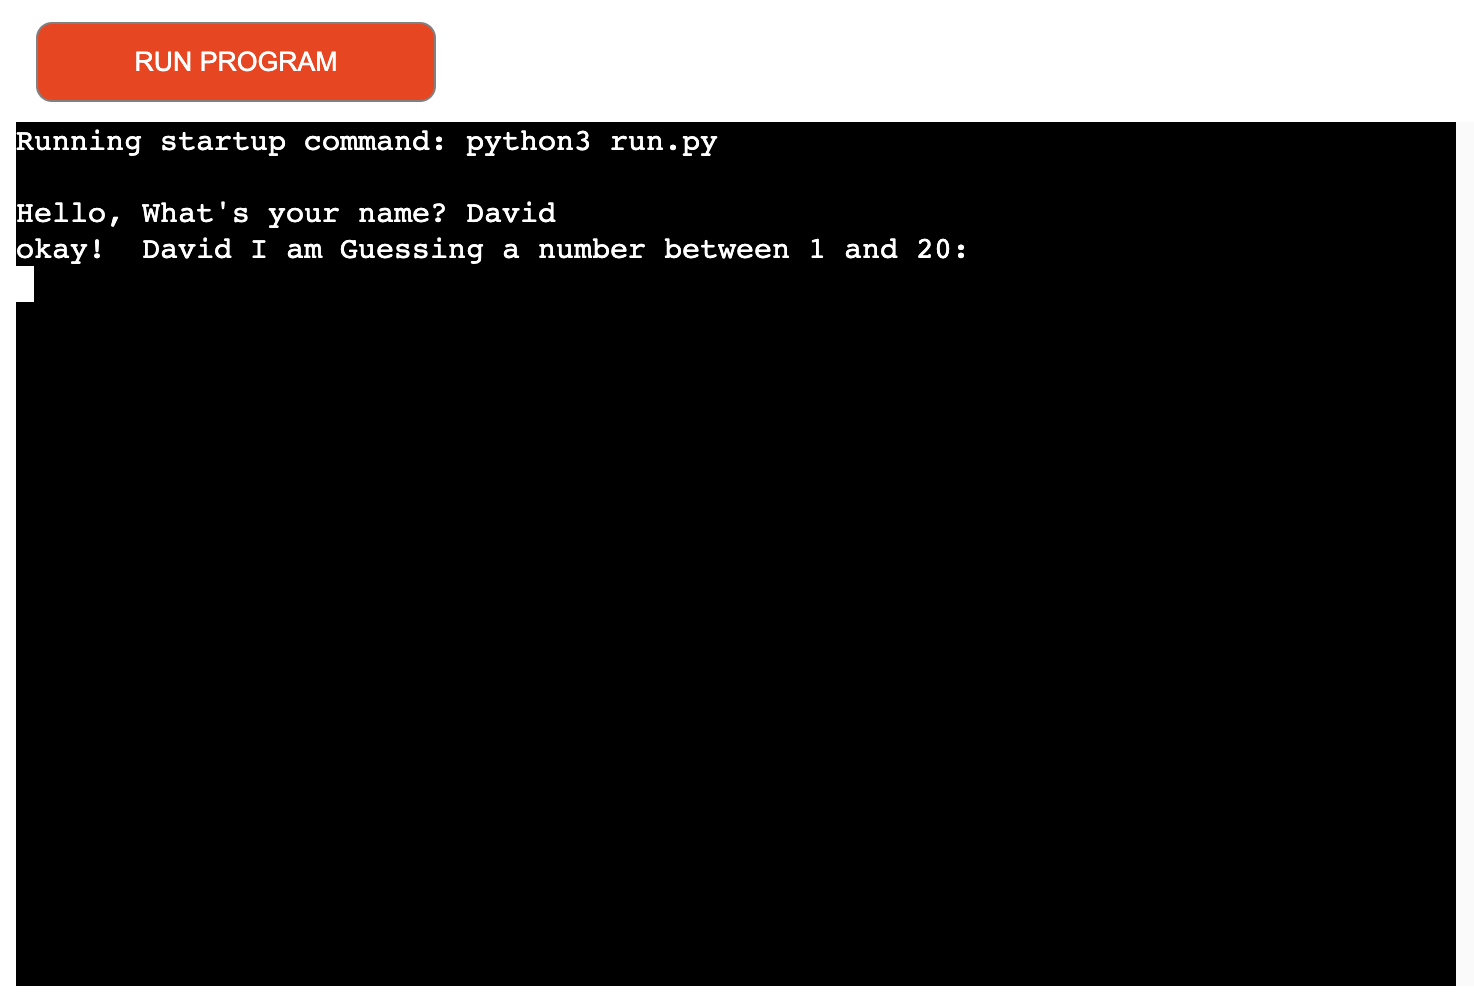 RUN PROGRAM
Running startup command: python3 run.py
Hello, What's your name? David
okay!  David I am Guessing a number between 1 and 20: